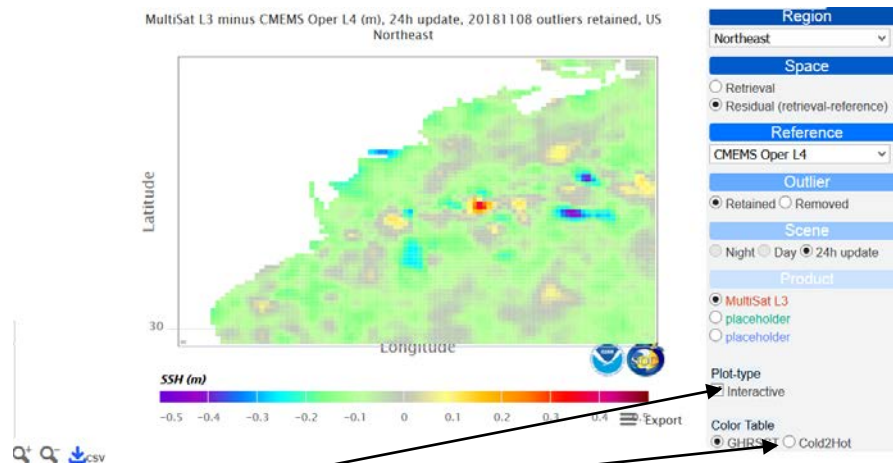 MultiSat L3 minus CMEMS Oper L4 (m), 24h update, 20181108 outliers retained, US
Northeast
Latitude
30
Longitude
SSH (m)
-0.5 -0.4 -0.3 -0.2 -0.1 0 0.1 0.2 0.3 0.4 0.5
Export
csv
Region
Northeast
Space
Retrieval
Residual (retrieval-reference)
Reference
CMEMS Oper L4
Outlier
Retained Removed
Scene
Night Day 24h update
Product
MultiSat L3
placeholder
placeholder
Plot-type
Interactive
Color Table
GHRSST Cold2Hot